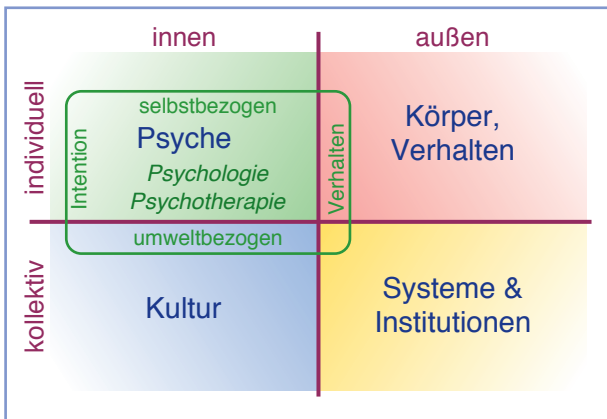 innen
außen
individuell
selbstbezogen
Intention
Psyche
Psychologie
Psychotherapie
Verhalten
umweltbezogen
Körper,
Verhalten
kollektiv
Kultur
Systeme &
Institutionen